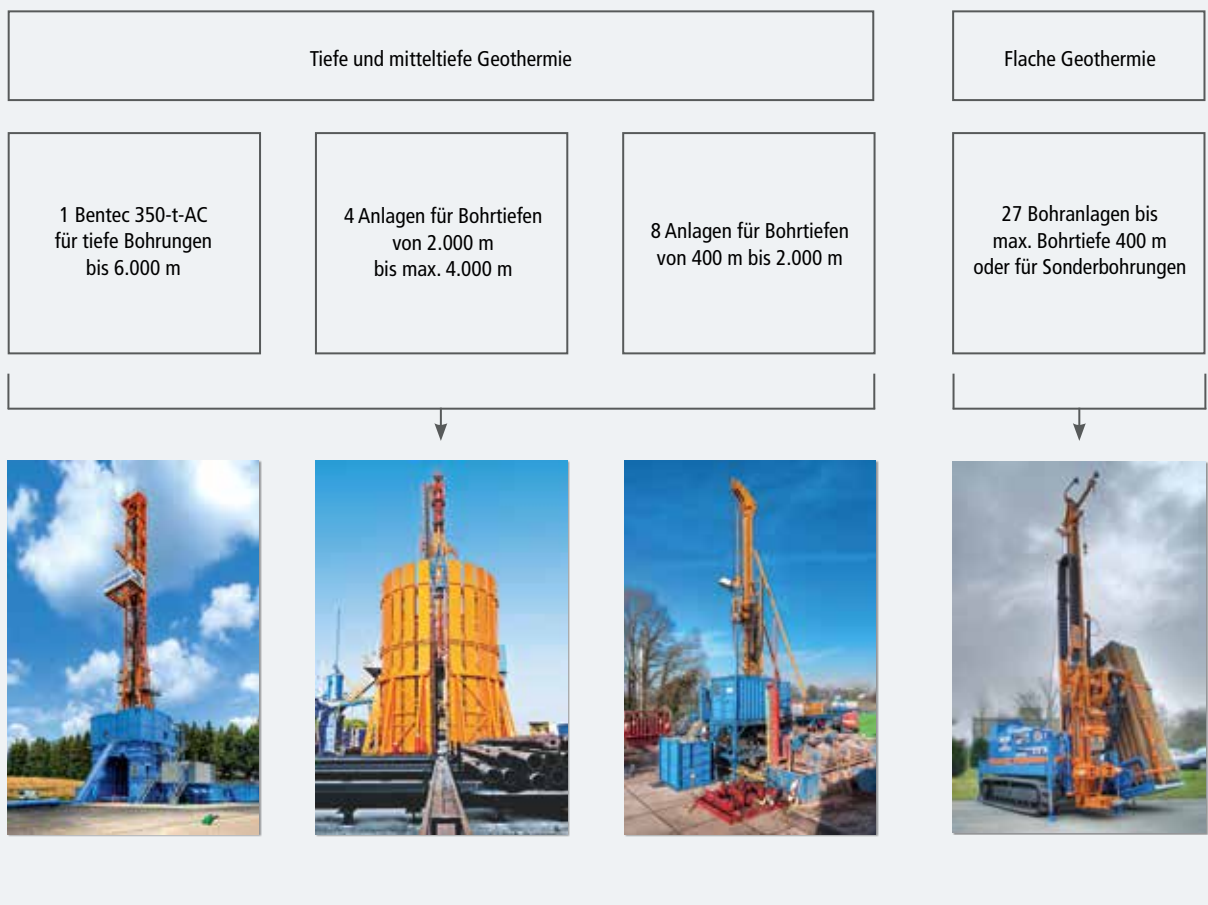 Tiefe und mitteltiefe Geothermie
Flache Geothermie
1 Bentec 350-t-AC
für tiefe Bohrungen
bis 6.000 m
4 Anlagen für Bohrtiefen
von 2.000 m
bis max. 4.000 m
8 Anlagen für Bohrtiefen
von 400 m bis 2.000 m
27 Bohranlagen bis
max. Bohrtiefe 400 m
oder für Sonderbohrungen